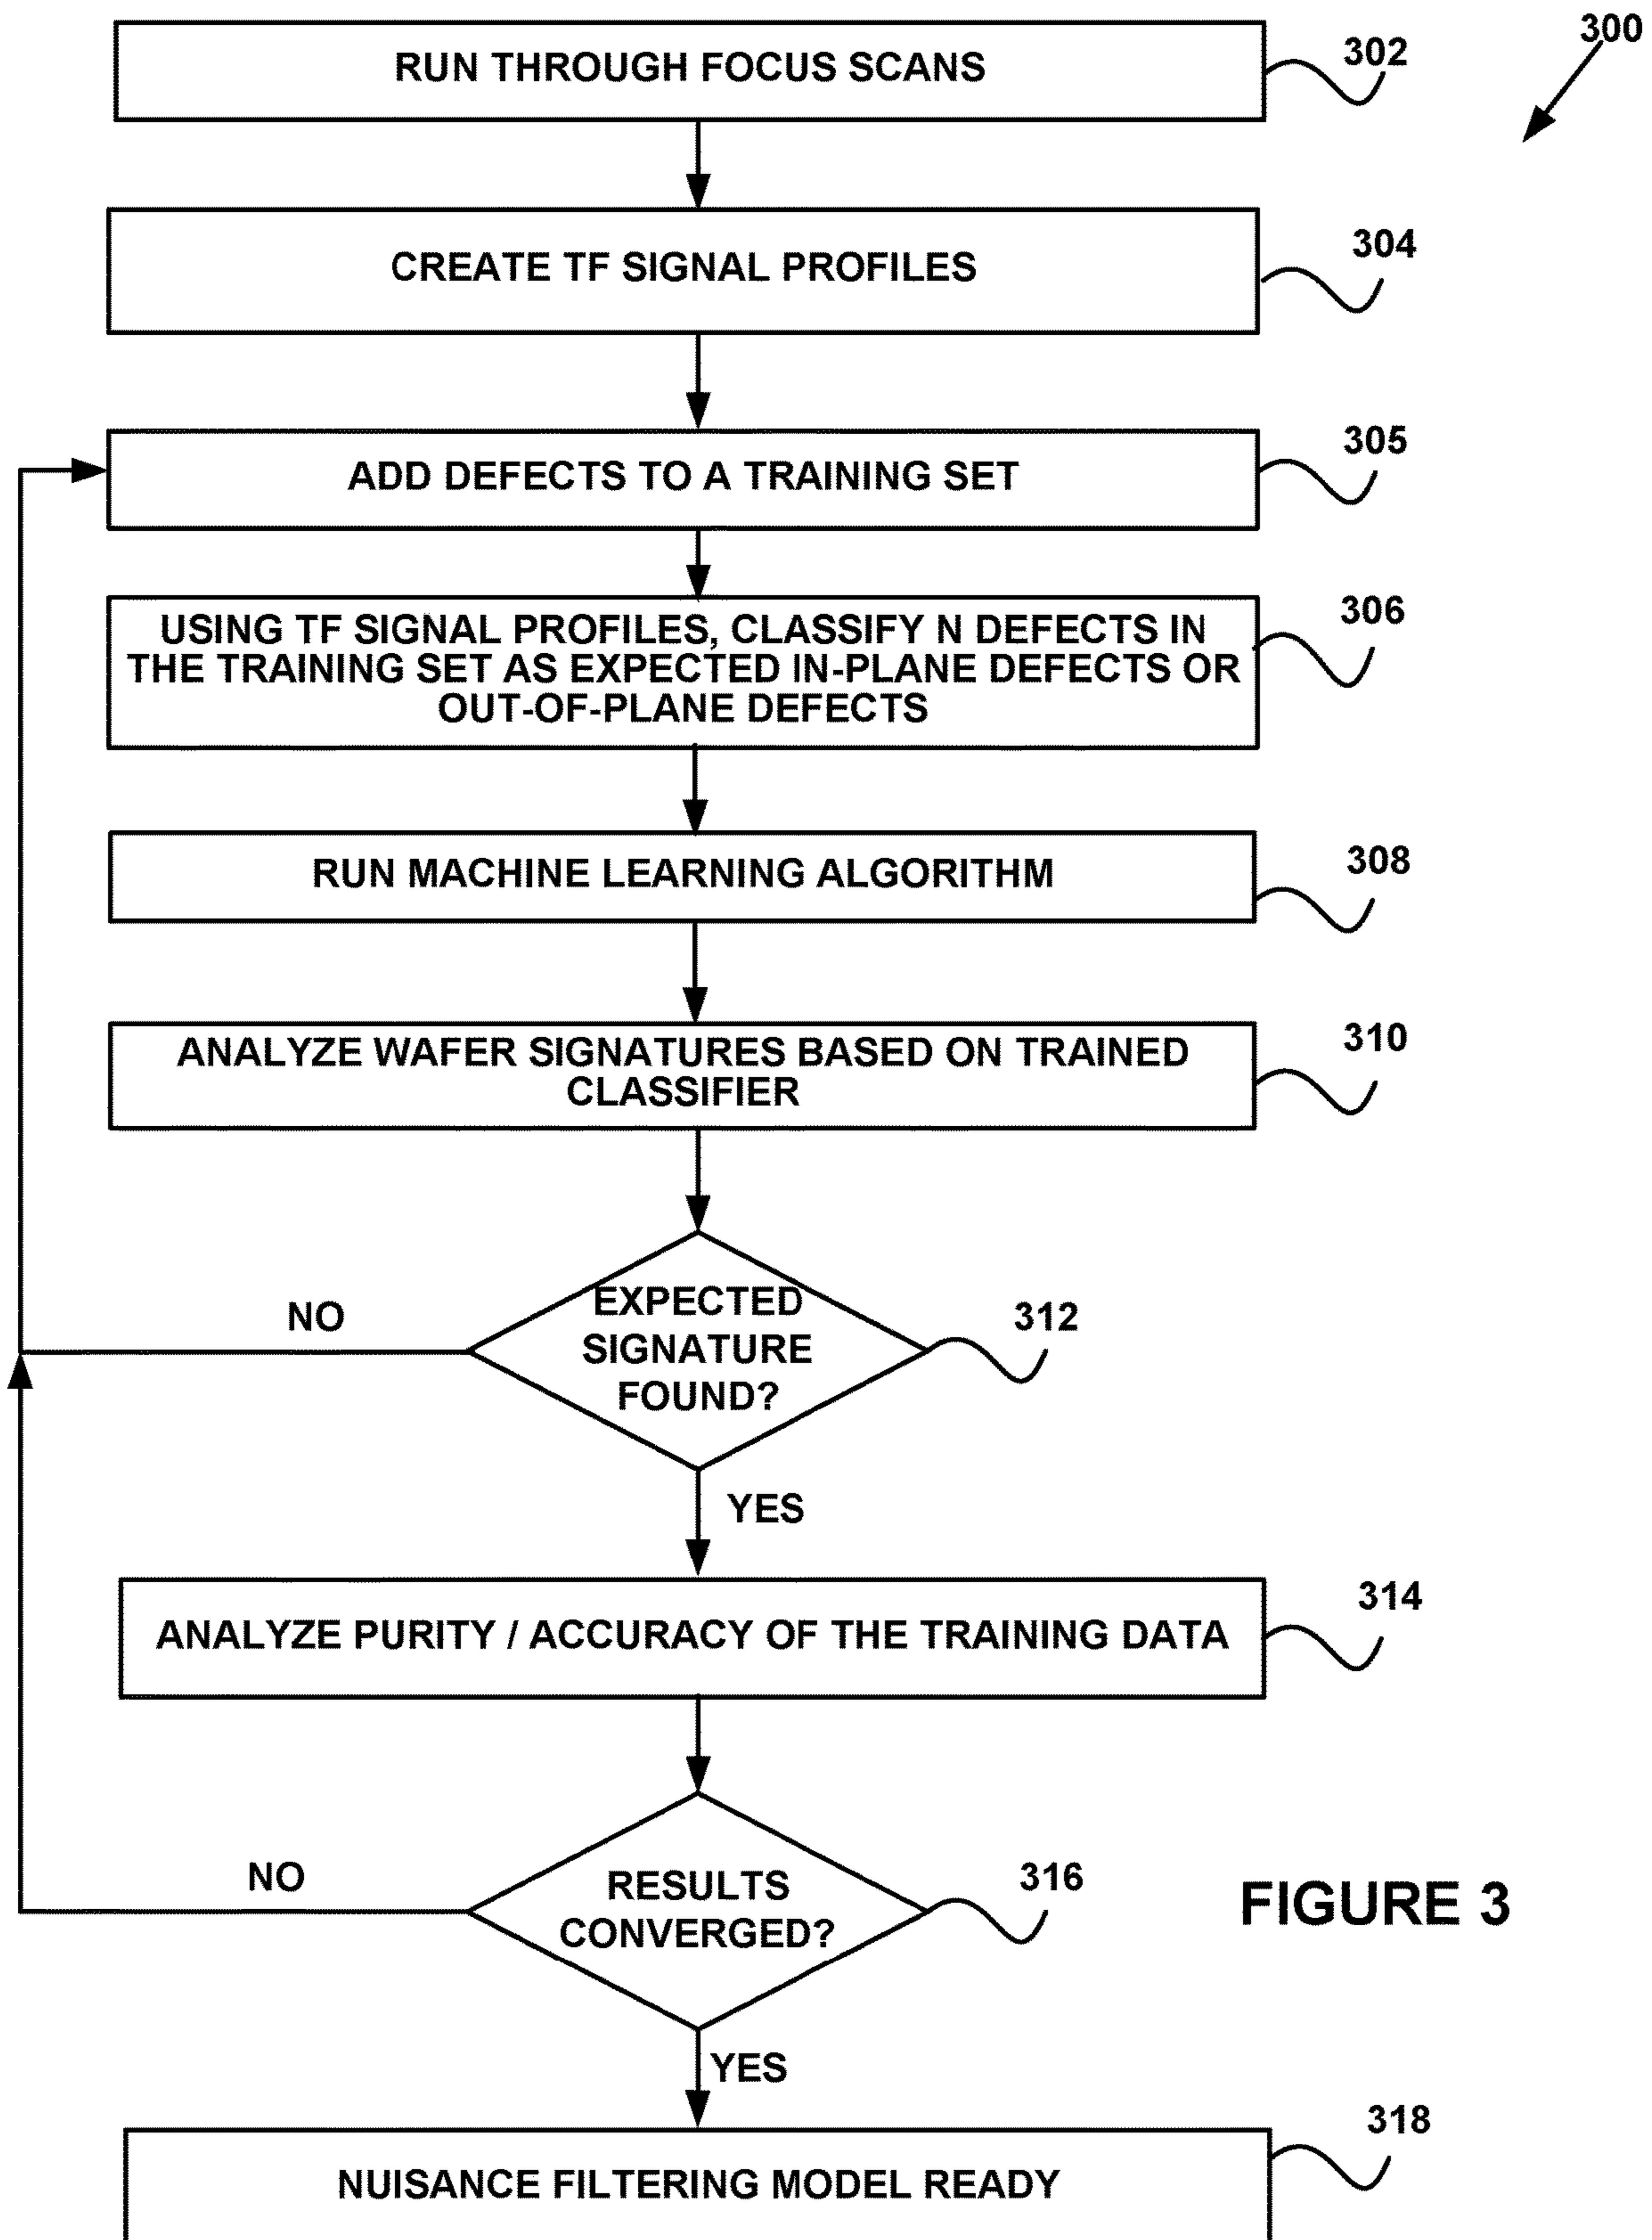 300
RUN THROUGH FOCUS SCANS
302
CREATE TF SIGNAL PROFILES
304
ADD DEFECTS TO A TRAINING SET
305
USING TF SIGNAL PROFILES, CLASSIFY N DEFECTS IN
THE TRAINING SET AS EXPECTED IN-PLANE DEFECTS OR
OUT-OF-PLANE DEFECTS
306
RUN MACHINE LEARNING ALGORITHM
308
ANALYZE WAFER SIGNATURES BASED ON TRAINED
CLASSIFIER
310
EXPECTED
SIGNATURE
FOUND?
312
NO
YES
ANALYZE PURITY / ACCURACY OF THE TRAINING DATA
314
RESULTS
CONVERGED?
316
NO
YES
FIGURE 3
NUISANCE FILTERING MODEL READY
318